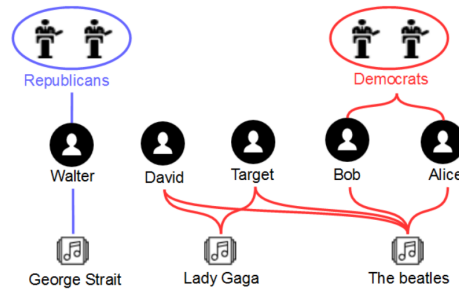 Republicans
Democrats
Walter
David
Target
Bob
Alice
George Strait
Lady Gaga
The beatles